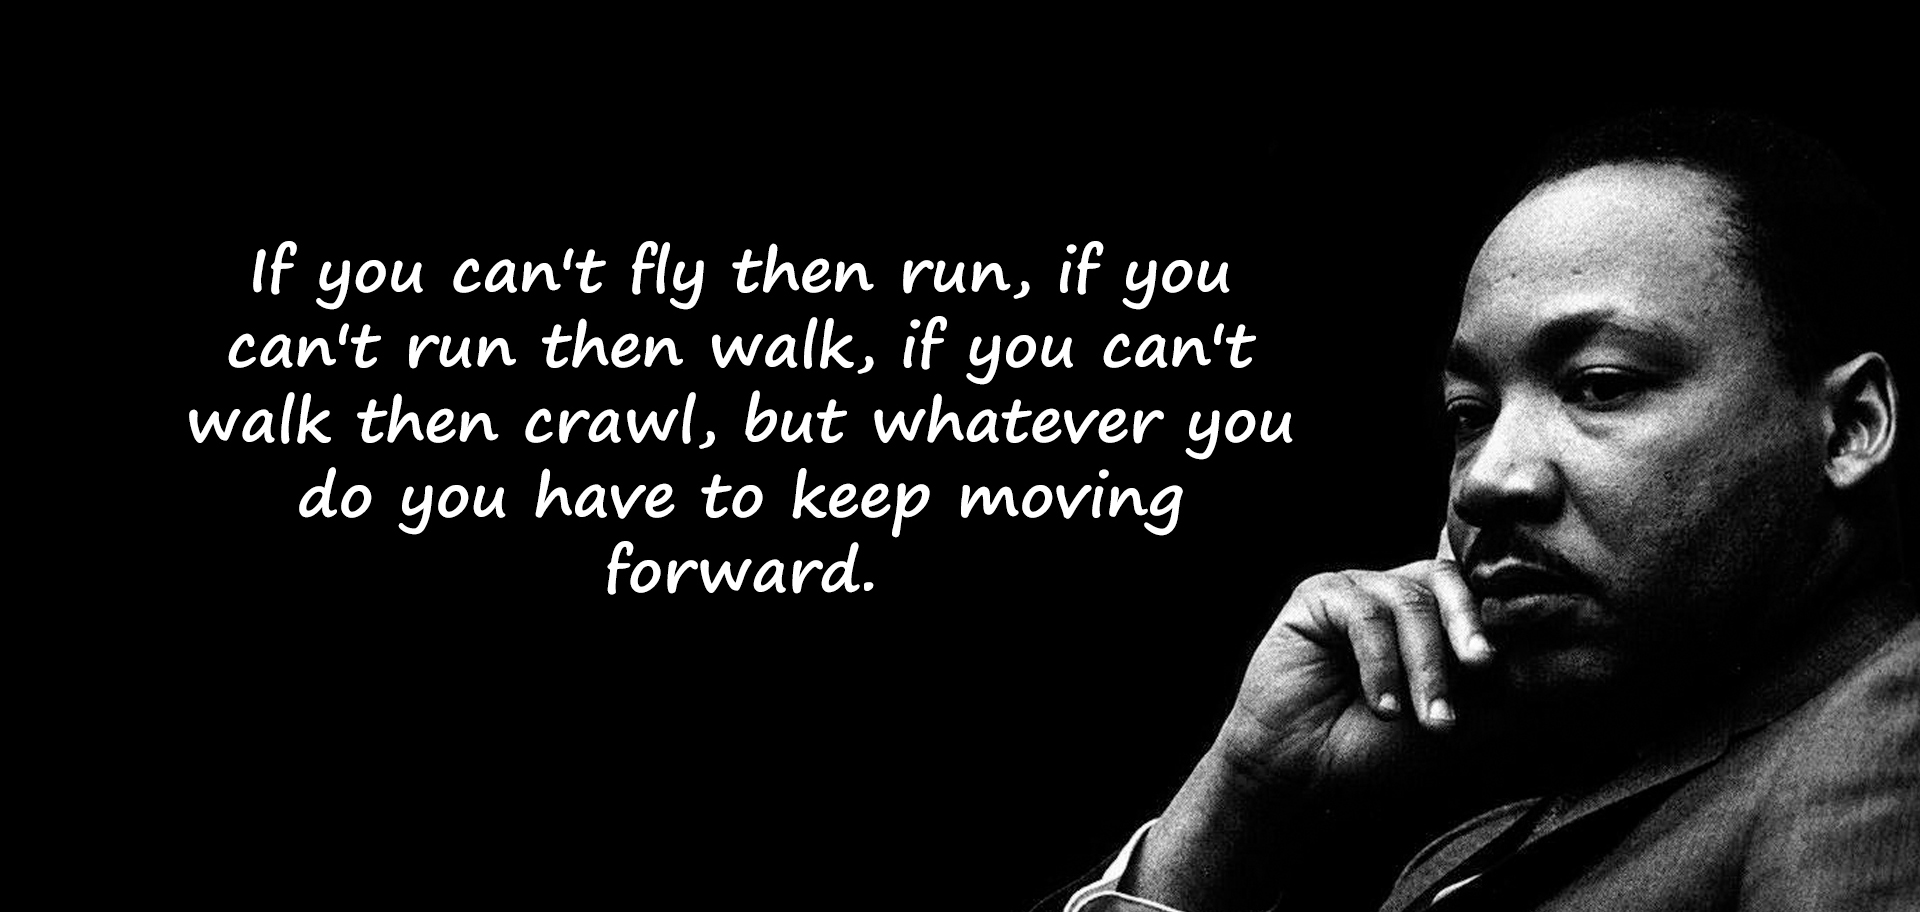 If you can't fly then run, if you
can't run then walk, if you can't
walk then crawl, but whatever you
do you have to keep moving
forward.